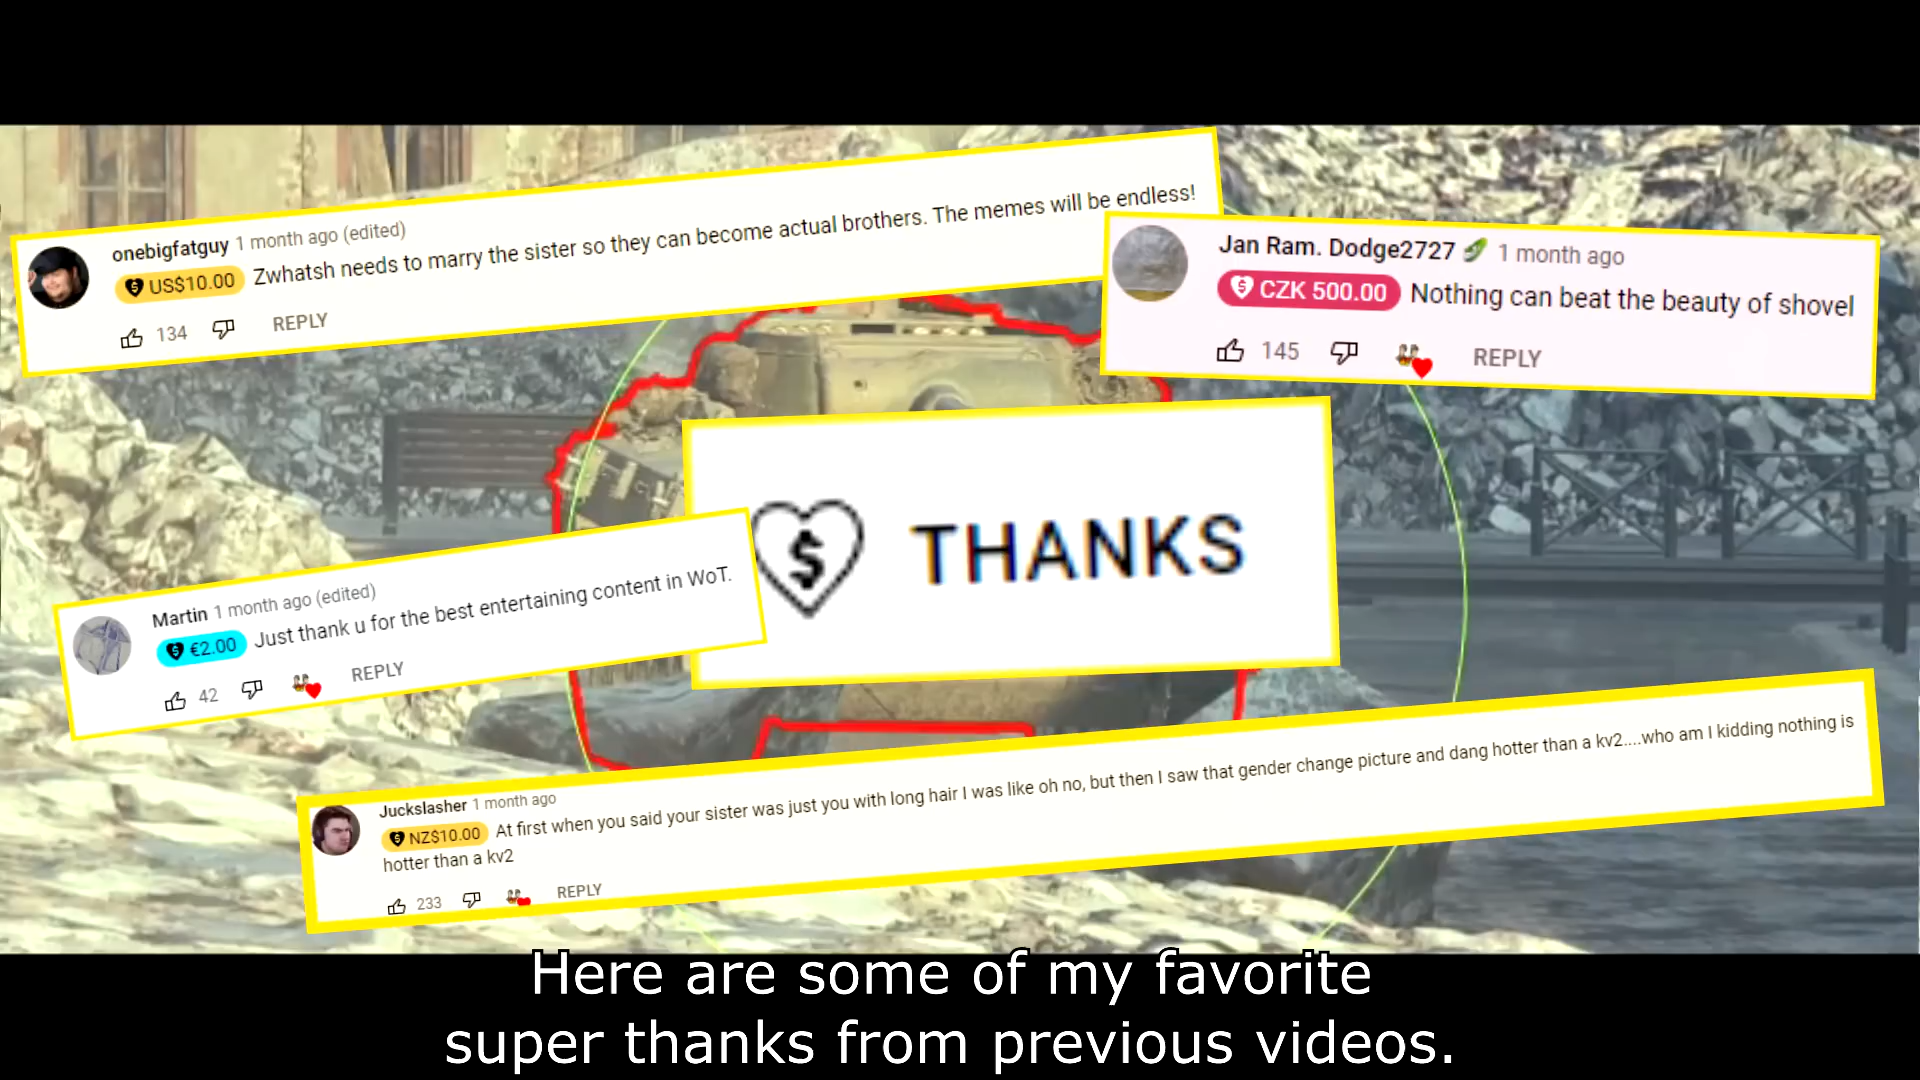 onebigfatguy 1 month ago (edited)
US$10.00 Zwhatsh needs to marry the sister so they can become actual brothers. The memes will be endless!
134 REPLY
Jan Ram. Dodge2727 1 month ago
CZK 500.00 Nothing can beat the beauty of shovel
145 REPLY
$ THANKS
Martin 1 month ago (edited)
€2.00 Just thank u for the best entertaining content in WoT.
42 REPLY
Juckslasher 1 month ago
NZ$10.00 At first when you said your sister was just you with long hair I was like oh no, but then I saw that gender change picture and dang hotter than a kv2....who am I kidding nothing is
hotter than a kv2
233 REPLY
Here are some of my favorite
super thanks from previous videos.